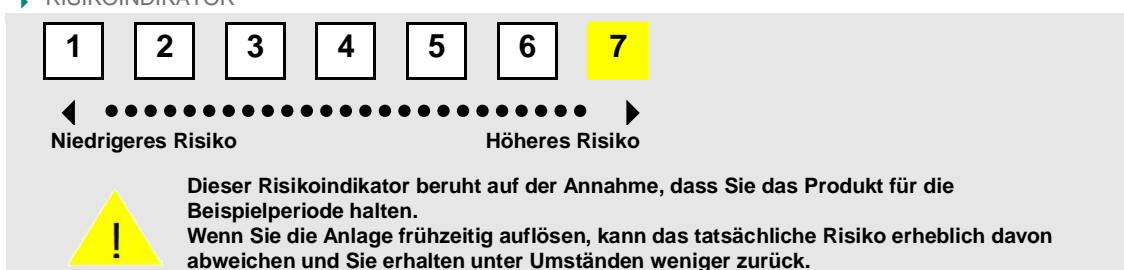 RISIKOINDIKATOR
1 2 3 4 5 6 7
Niedrigeres Risiko Höheres Risiko
Dieser Risikoindikator beruht auf der Annahme, dass Sie das Produkt für die
Beispielperiode halten.
! Wenn Sie die Anlage frühzeitig auflösen, kann das tatsächliche Risiko erheblich davon
abweichen und Sie erhalten unter Umständen weniger zurück.